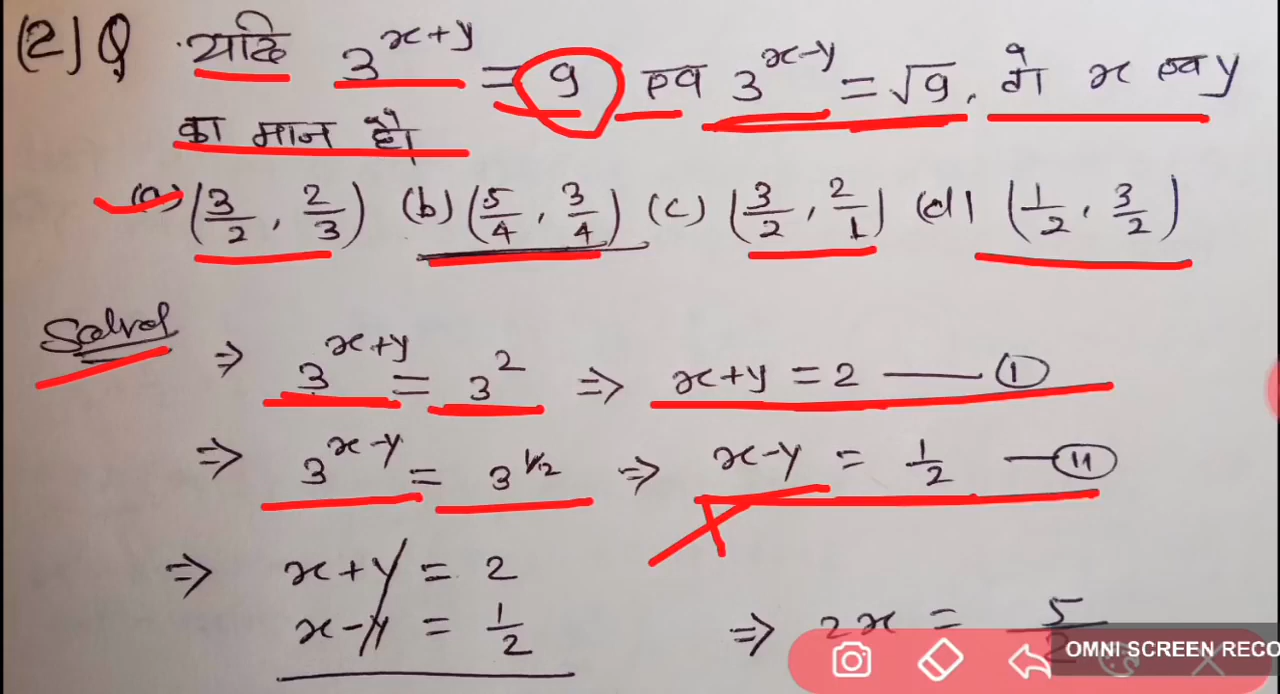 (2) Q यदि 3^{x+y} = 9 एव 3^{x-y} = √9, तो x एव y
का मान है।
(a) (3/2, 2/3) (b) (5/4, 3/4) (c) (3/2, 2/1) (d) (1/2, 3/2)
Solved
⇒ 3^{x+y} = 3^2 ⇒ x+y = 2 —— (I)
⇒ 3^{x-y} = 3^{1/2} ⇒ x-y = 1/2 —— (II)
⇒ x+y = 2
x-y = 1/2 ⇒ 2x = 5/2
OMNI SCREEN RECO